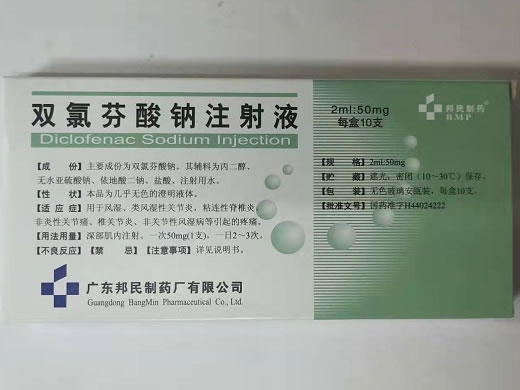 双氯芬酸钠注射液
Diclofenac Sodium Injection
2ml:50mg
每盒10支
邦民制药®
BMP
【成　份】主要成份为双氯芬酸钠。其辅料为丙二醇、
无水亚硫酸钠、依地酸二钠、盐酸、注射用水。
【性　状】本品为几乎无色的澄明液体。
【适 应 症】用于风湿、类风湿性关节炎，粘连性脊椎炎，
非炎性关节痛、椎关节炎、非关节性风湿病等引起的疼痛。
【用法用量】深部肌内注射。一次50mg(1支)，一日2～3次。
【不良反应】【禁　忌】【注意事项】详见说明书。
【规　格】2ml:50mg
【贮　藏】遮光，密闭（10～30℃）保存。
【包　装】无色玻璃安瓿装，每盒10支。
【批准文号】国药准字H44024222
广东邦民制药厂有限公司
Guangdong BangMin Pharmaceutical Co., Ltd.